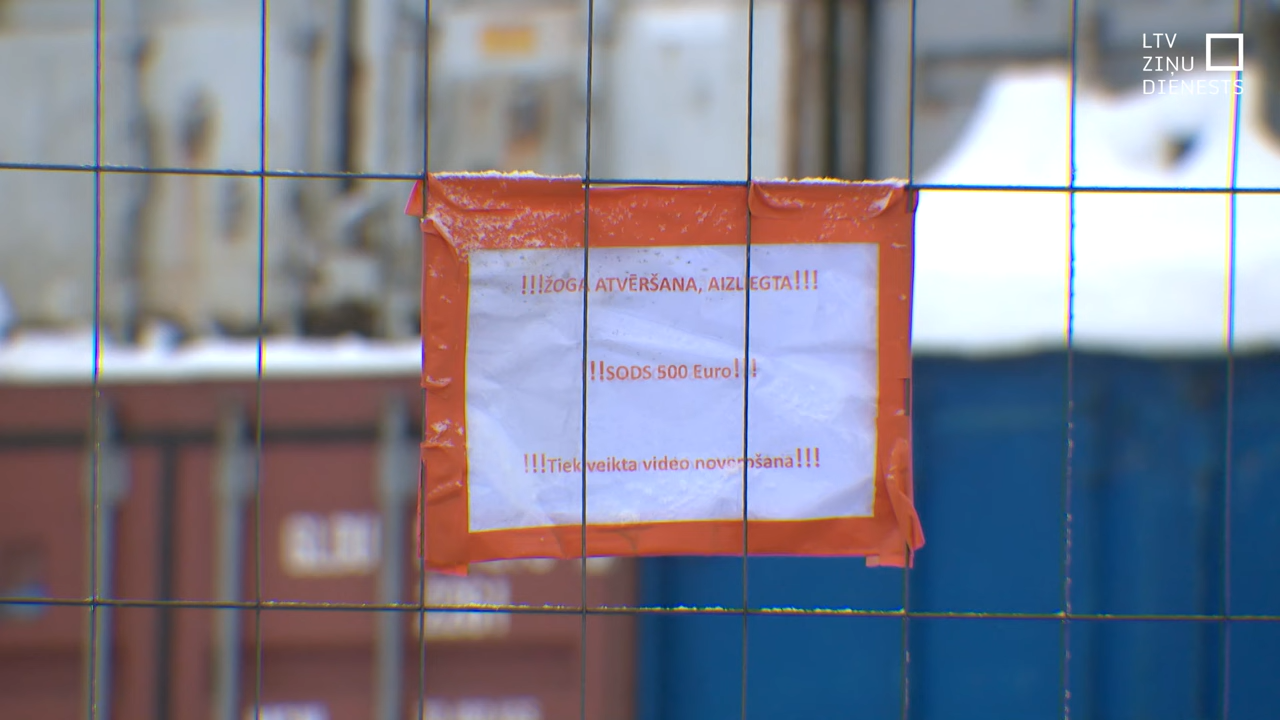 LTV
ZIŅU
DIENESTS
!!!ŽOGA ATVĒRŠANA, AIZLIEGTA!!!
!!SODS 500 Euro!!!
!!!Tiek veikta video novērošana!!!